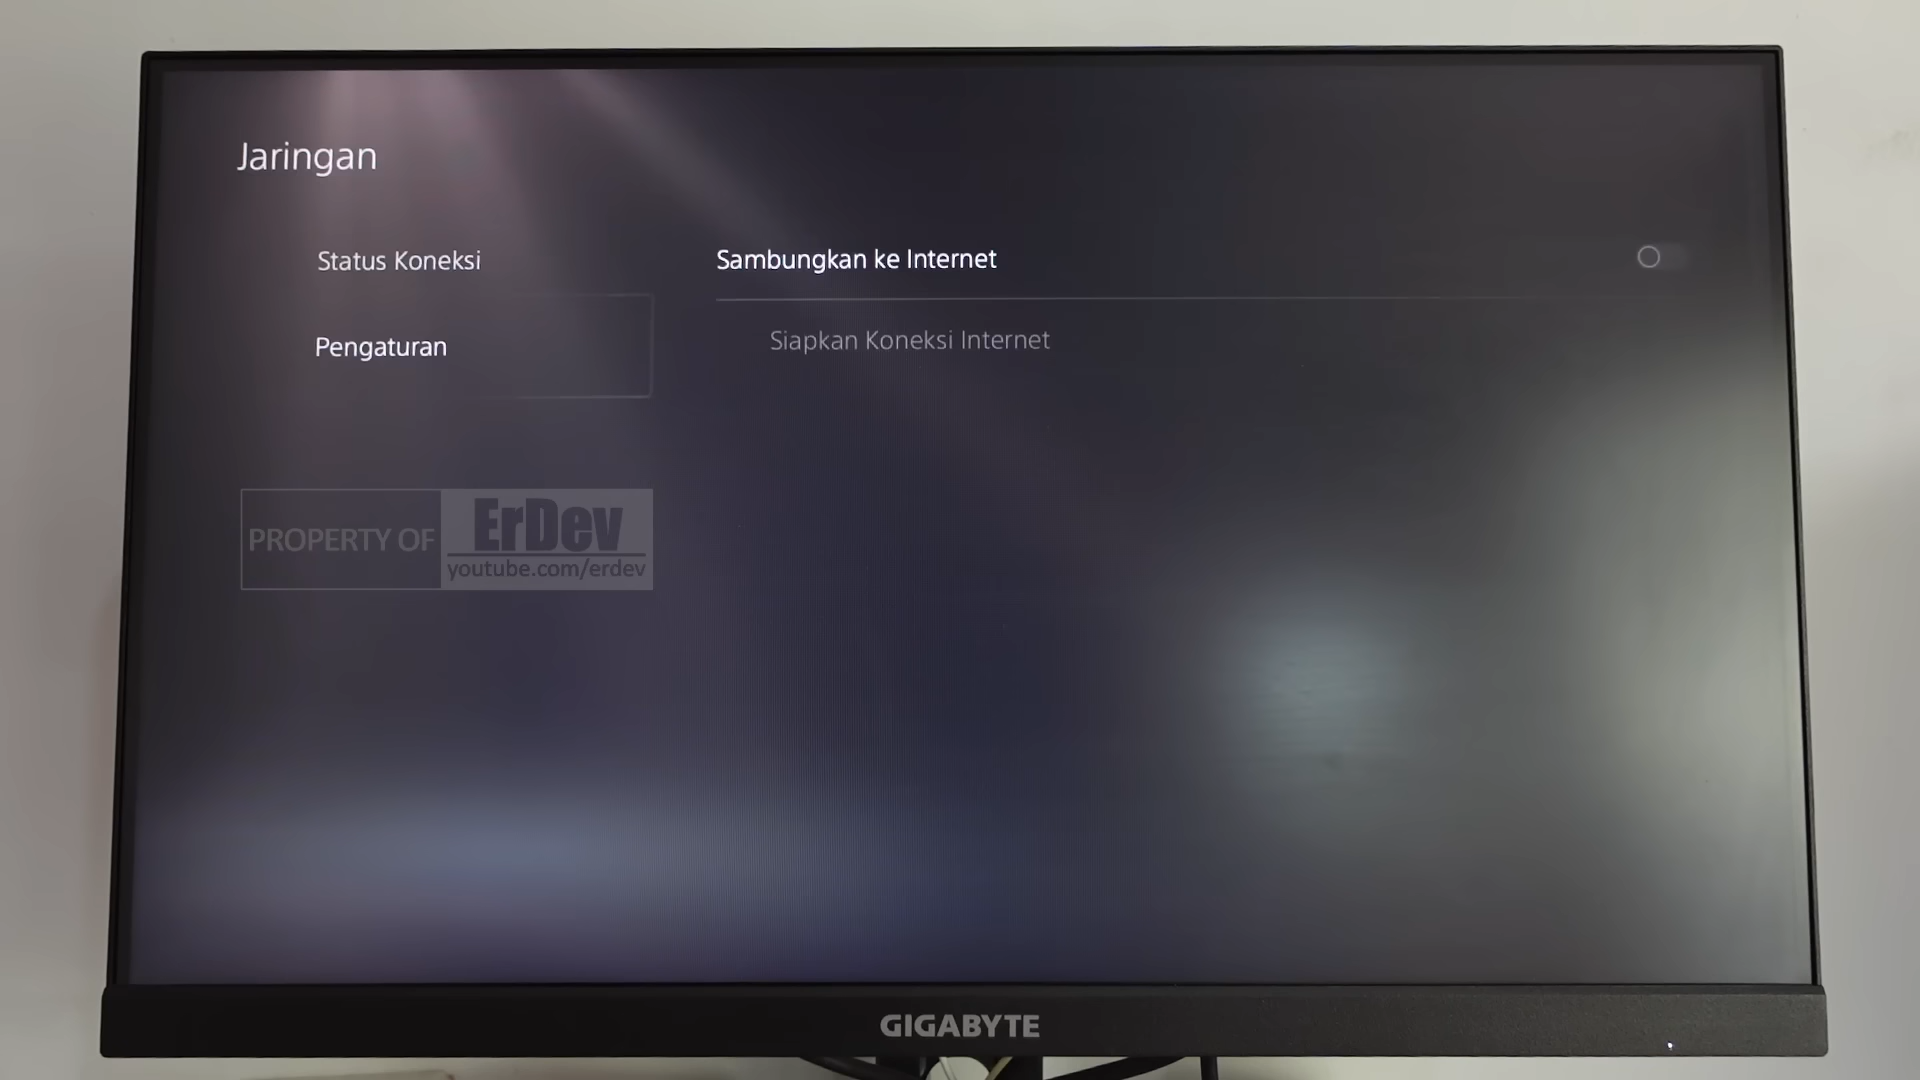 Jaringan
Status Koneksi
Pengaturan
Sambungkan ke Internet
Siapkan Koneksi Internet
PROPERTY OF ErDev
youtube.com/erdev
GIGABYTE